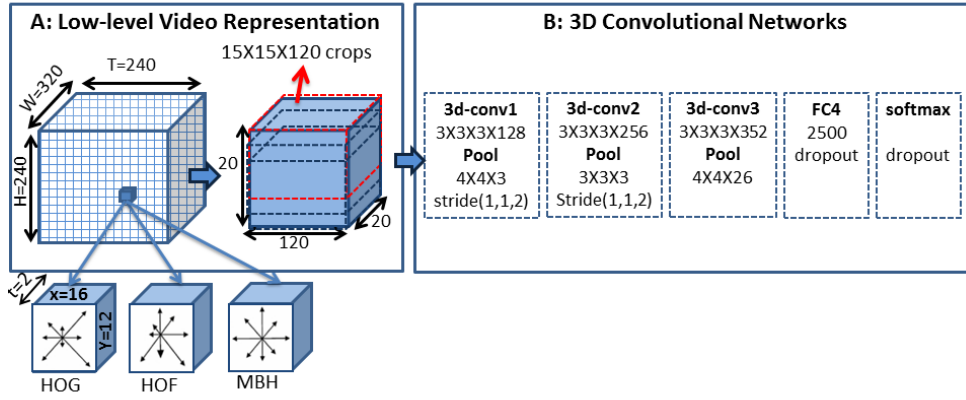 A: Low-level Video Representation
15X15X120 crops
T=240
W=320
H=240
20
20
120
t=2
x=16
Y=12
HOG
HOF
MBH
B: 3D Convolutional Networks
3d-conv1
3X3X3X128
Pool
4X4X3
stride(1,1,2)
3d-conv2
3X3X3X256
Pool
3X3X3
Stride(1,1,2)
3d-conv3
3X3X3X352
Pool
4X4X26
FC4
2500
dropout
softmax
dropout